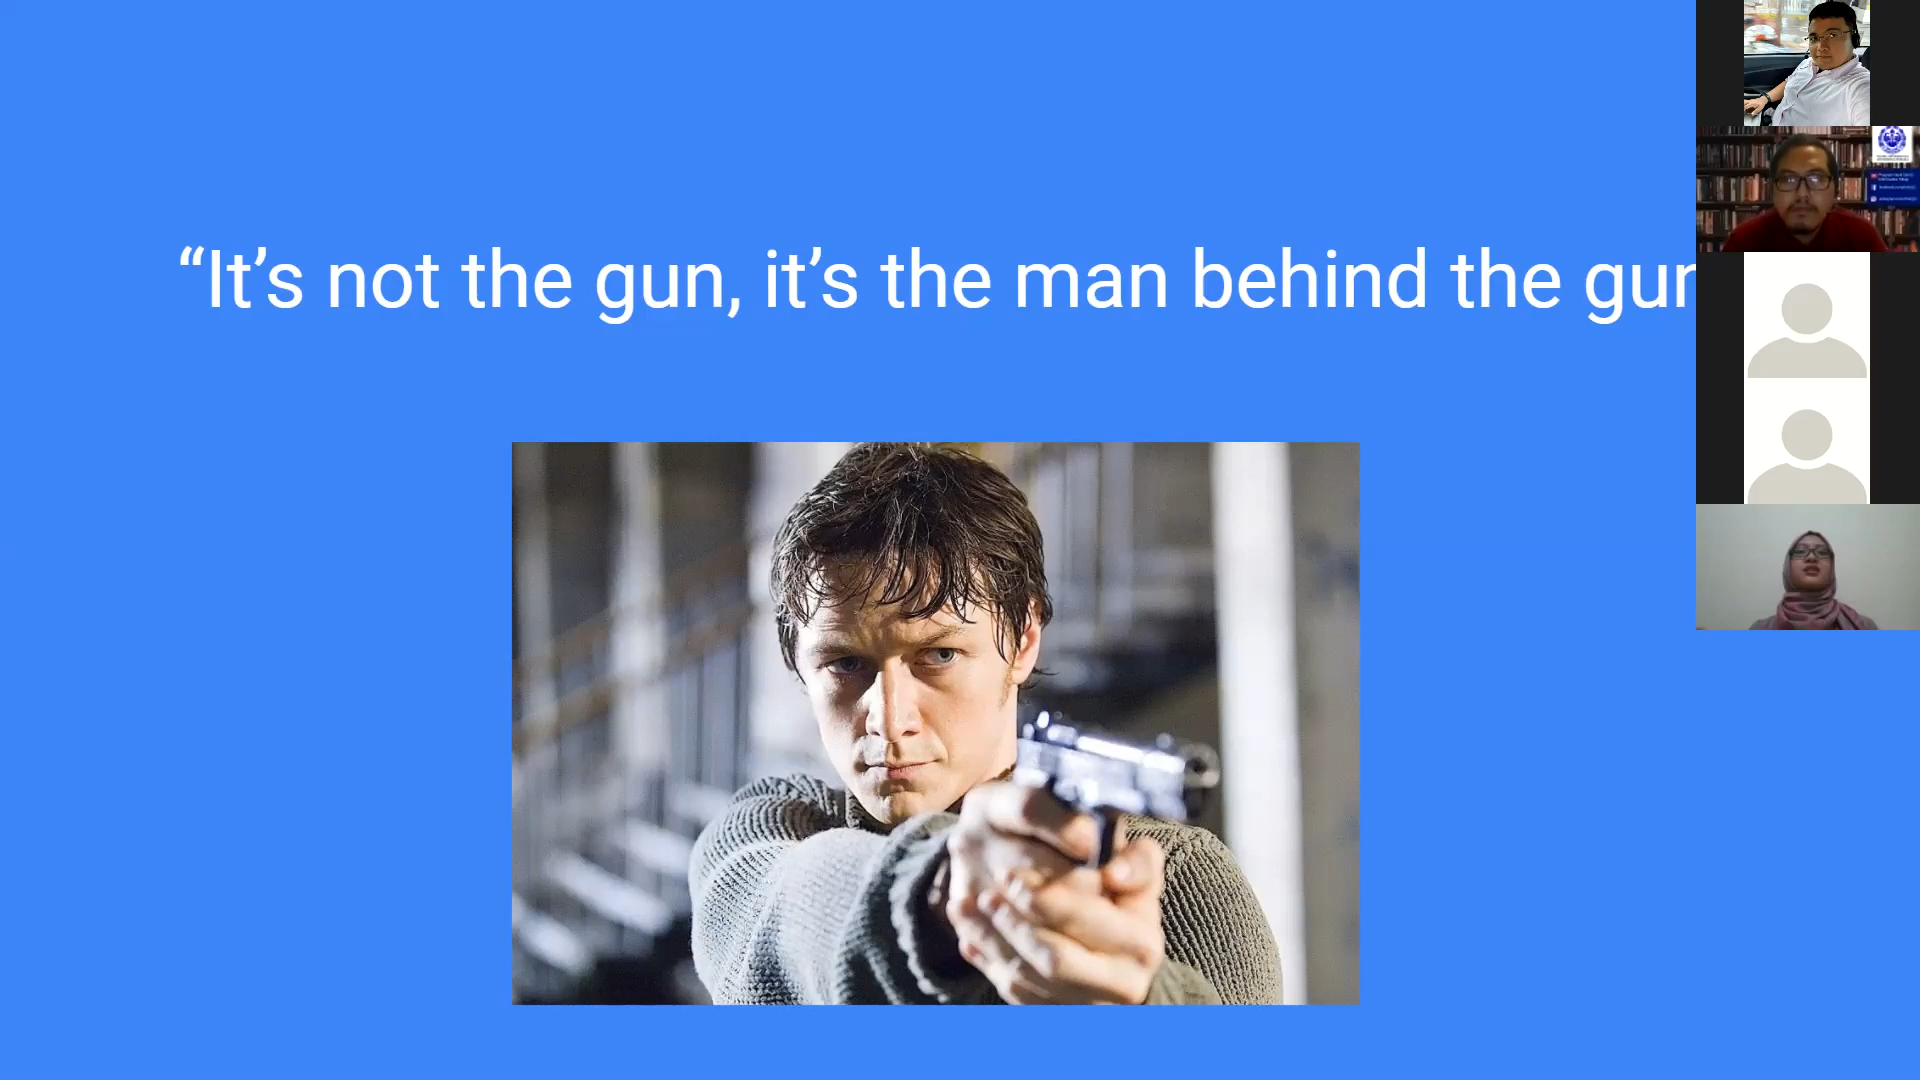 “It’s not the gun, it’s the man behind the gun